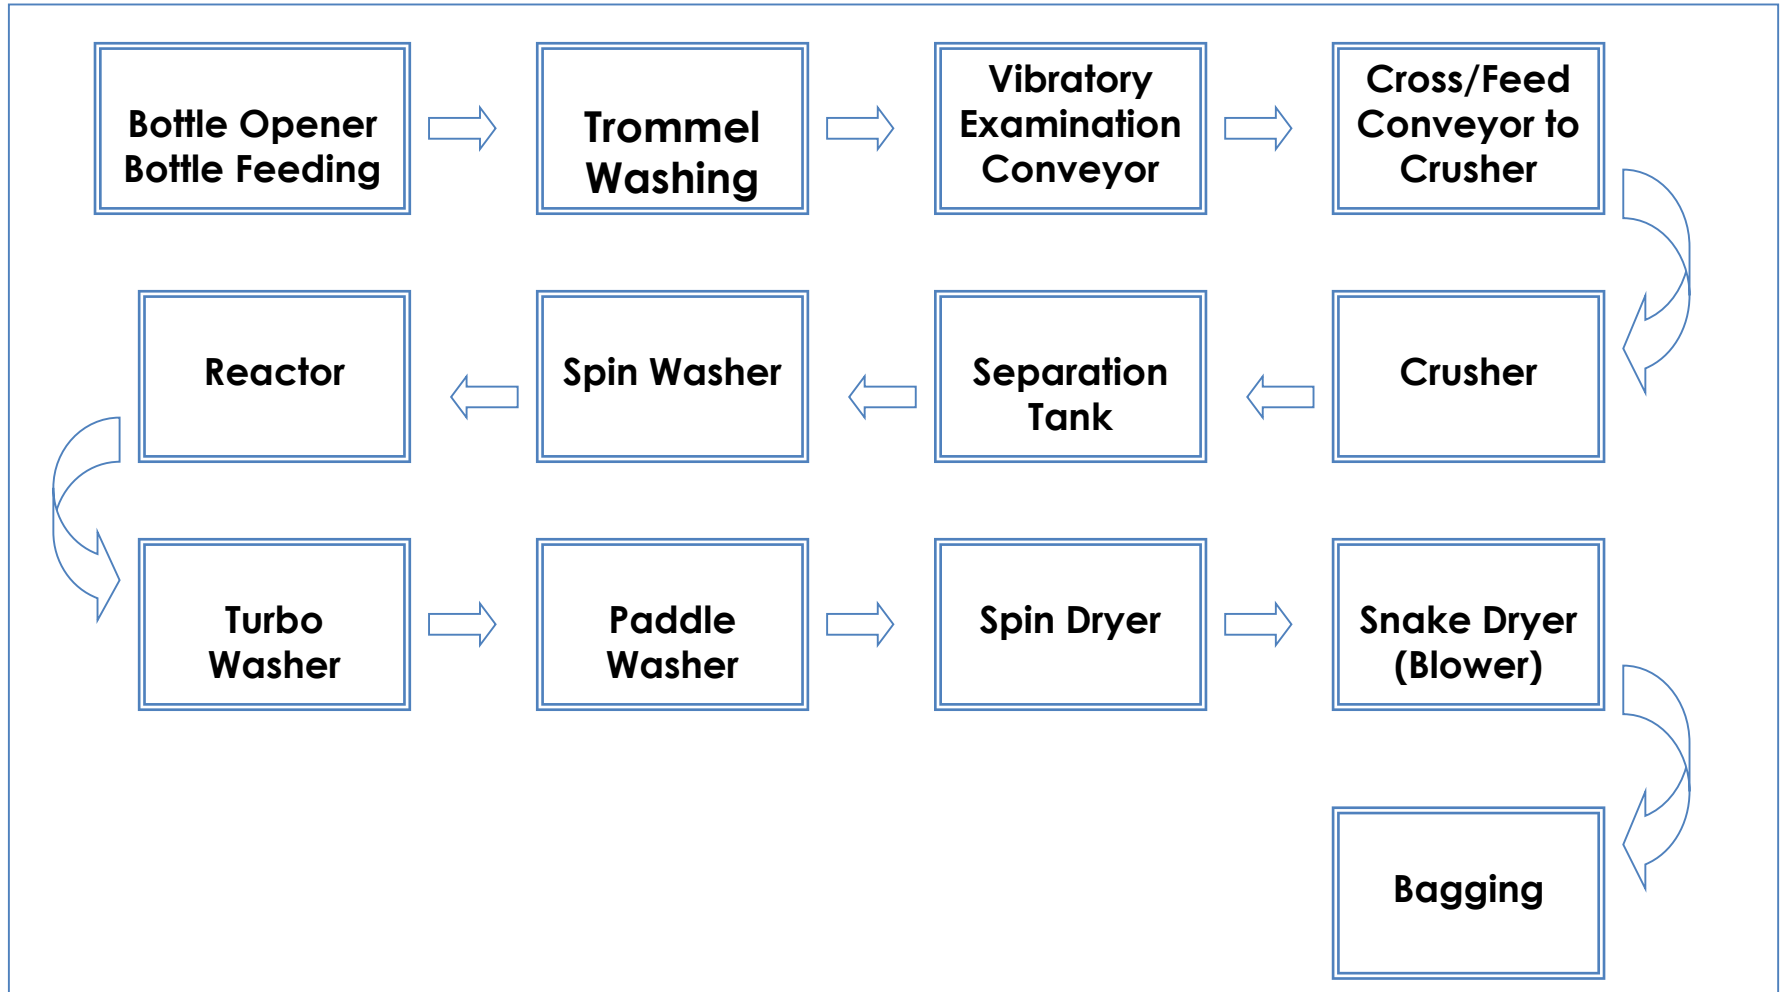 Bottle Opener
Bottle Feeding
Trommel
Washing
Vibratory
Examination
Conveyor
Cross/Feed
Conveyor to
Crusher
Crusher
Separation
Tank
Spin Washer
Reactor
Turbo
Washer
Paddle
Washer
Spin Dryer
Snake Dryer
(Blower)
Bagging